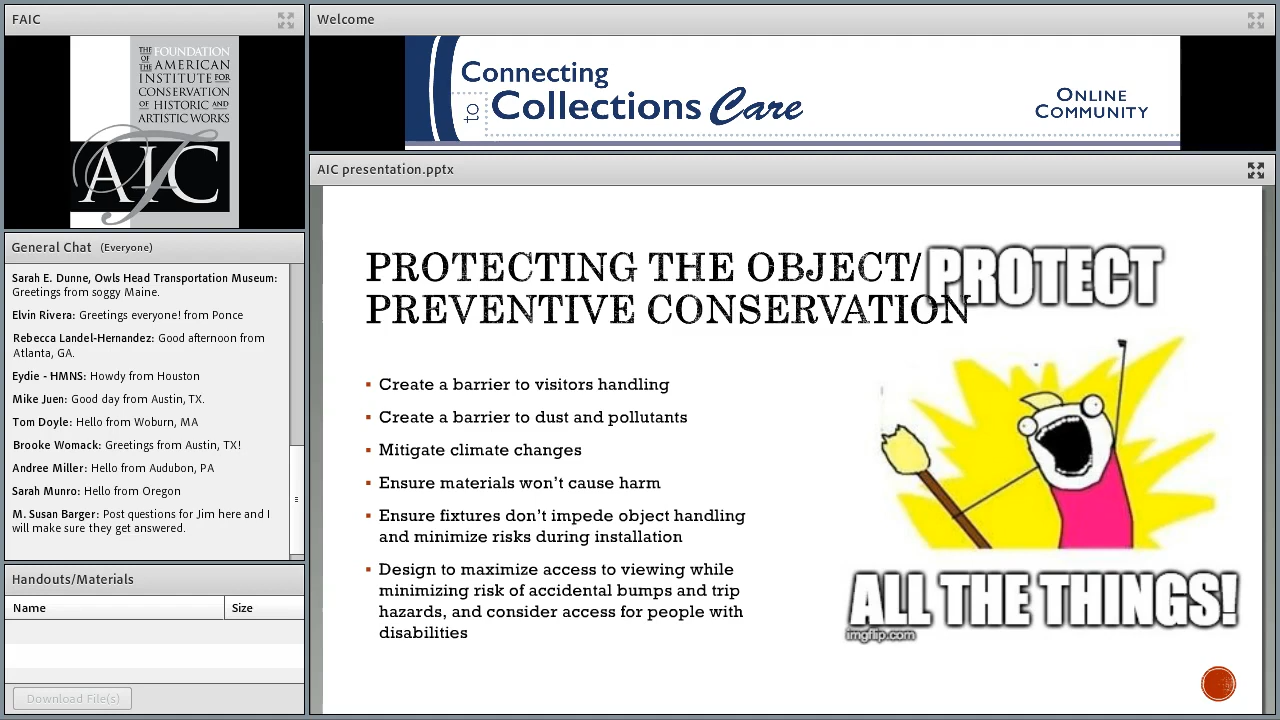 FAIC
THE FOUNDATION
OF THE AMERICAN
INSTITUTE FOR
CONSERVATION
OF HISTORIC AND
ARTISTIC WORKS
AIC
Welcome
Connecting
to Collections Care
ONLINE
COMMUNITY
General Chat (Everyone)
Sarah E. Dunne, Owls Head Transportation Museum:
Greetings from soggy Maine.
Elvin Rivera: Greetings everyone! from Ponce
Rebecca Landel-Hernandez: Good afternoon from
Atlanta, GA.
Eydie - HMNS: Howdy from Houston
Mike Juen: Good day from Austin, TX.
Tom Doyle: Hello from Woburn, MA
Brooke Womack: Greetings from Austin, TX!
Andree Miller: Hello from Audubon, PA
Sarah Munro: Hello from Oregon
M. Susan Barger: Post questions for Jim here and I
will make sure they get answered.
Handouts/Materials
Name Size
Download File(s)
AIC presentation.pptx
PROTECTING THE OBJECT/
PREVENTIVE CONSERVATION
Create a barrier to visitors handling
Create a barrier to dust and pollutants
Mitigate climate changes
Ensure materials won’t cause harm
Ensure fixtures don’t impede object handling
and minimize risks during installation
Design to maximize access to viewing while
minimizing risk of accidental bumps and trip
hazards, and consider access for people with
disabilities
PROTECT
ALL THE THINGS!
imgflip.com